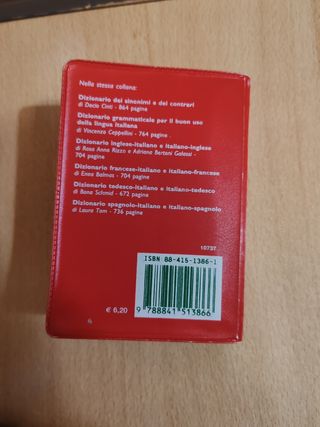 Nella stessa collana:
Dizionario dei sinonimi e dei contrari
di Decio Cinti - 864 pagine
Dizionario grammaticale per il buon uso
della lingua italiana
di Vincenzo Ceppellini - 764 pagine .
Dizionario inglese-italiano e italiano-inglese
di Rosa Anna Rizzo e Adriana Bertoni Galeazzi -
704 pagine
Dizionario francese-italiano e italiano-francese
di Enea Balmas - 704 pagine
Dizionario tedesco-italiano e italiano-tedesco
di Bona Schmid - 672 pagine
Dizionario spagnolo-italiano e italiano-spagnolo
di Laura Tam - 736 pagine
10737
ISBN 88-415-1386-1
€ 6,20
9 788841 513866